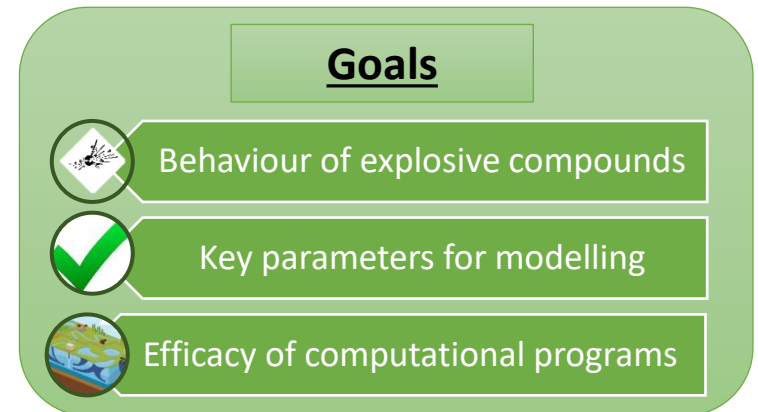 Goals
Behaviour of explosive compounds
Key parameters for modelling
Efficacy of computational programs